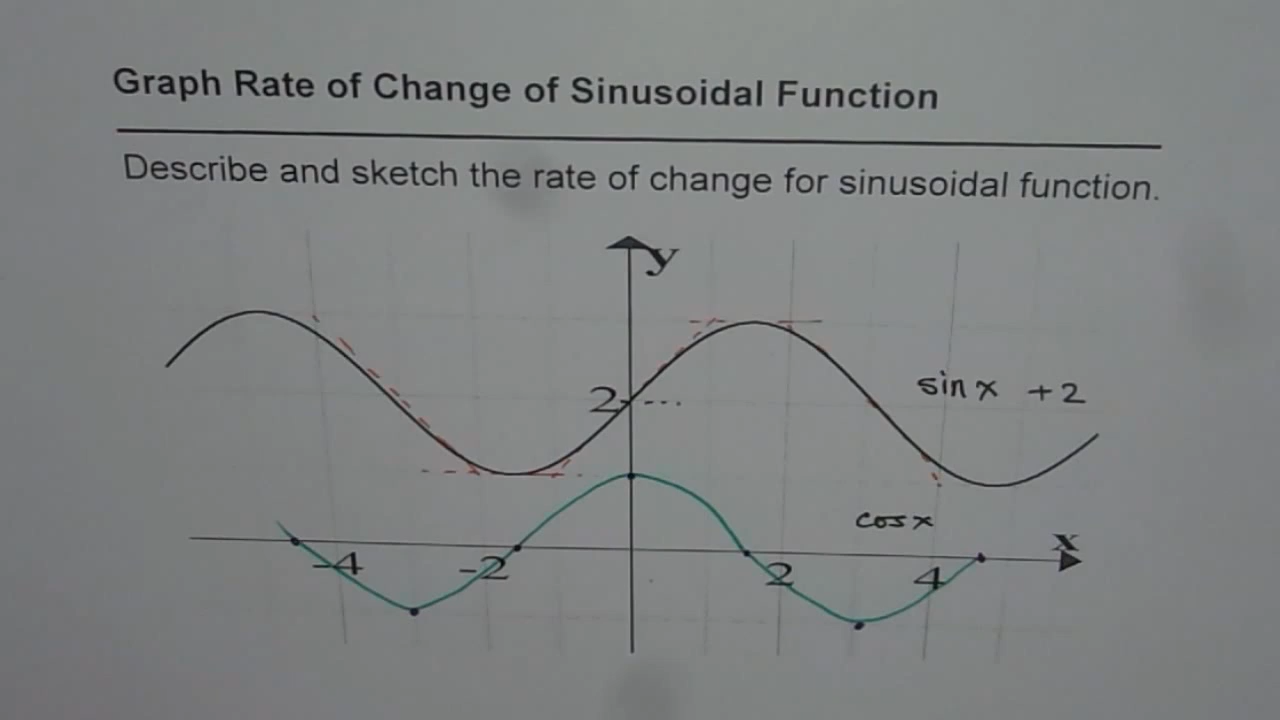 Graph Rate of Change of Sinusoidal Function
Describe and sketch the rate of change for sinusoidal function.
y
sin x + 2
2
cos x
x
-4 -2 2 4